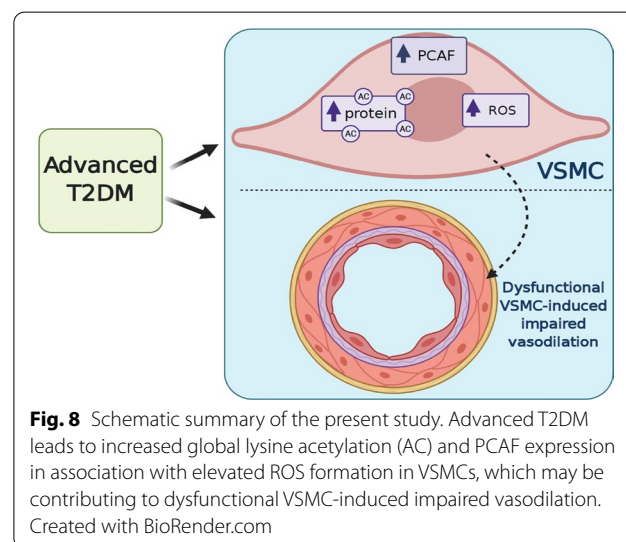 PCAF
AC
AC
protein
ROS
AC
AC
Advanced
T2DM
VSMC
Dysfunctional
VSMC-induced
impaired
vasodilation
Fig. 8 Schematic summary of the present study. Advanced T2DM
leads to increased global lysine acetylation (AC) and PCAF expression
in association with elevated ROS formation in VSMCs, which may be
contributing to dysfunctional VSMC-induced impaired vasodilation.
Created with BioRender.com